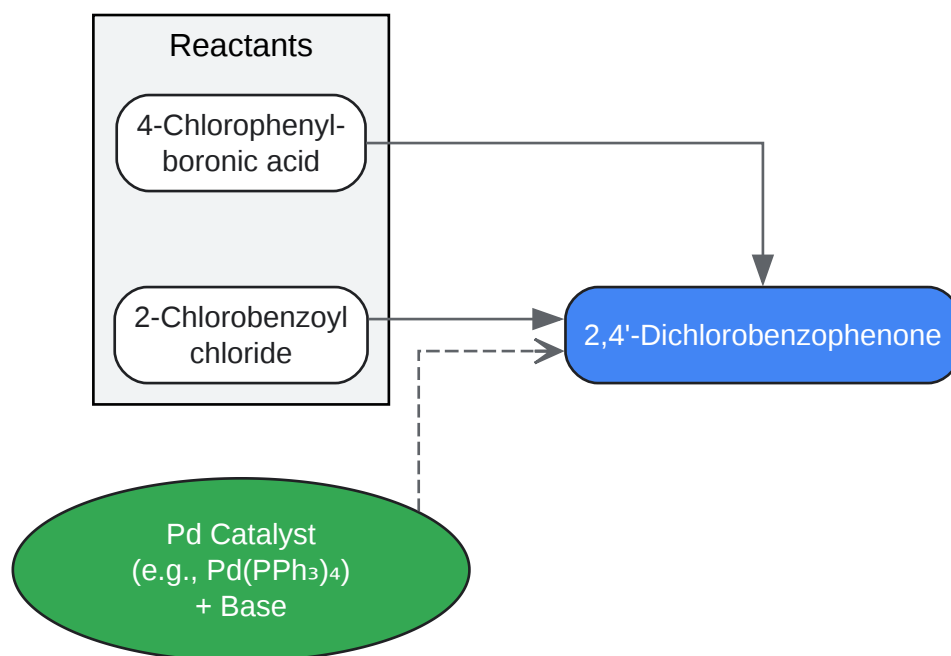 Reactants
4-Chlorophenyl-
boronic acid
2-Chlorobenzoyl
chloride
2,4'-Dichlorobenzophenone
Pd Catalyst
(e.g., Pd(PPh₃)₄)
+ Base